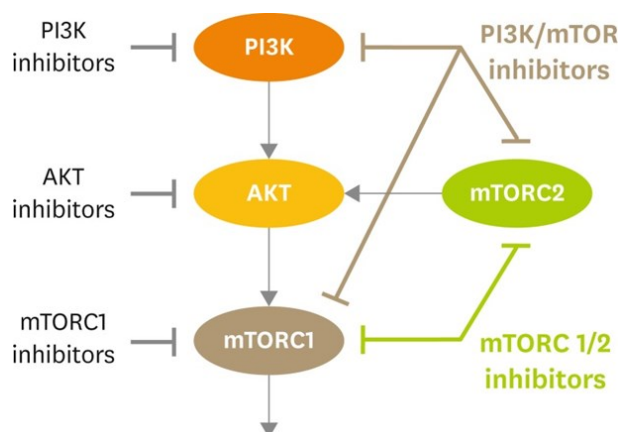 PI3K
inhibitors
PI3K
PI3K/mTOR
inhibitors
AKT
inhibitors
AKT
mTORC2
mTORC1
inhibitors
mTORC1
mTORC 1/2
inhibitors